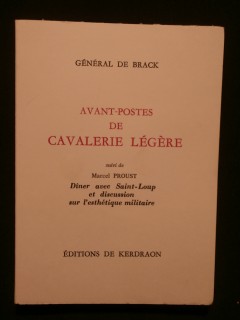 GÉNÉRAL DE BRACK
AVANT-POSTES
DE
CAVALERIE LÉGÈRE
suivi de
Marcel PROUST
Dîner avec Saint-Loup
et discussion
sur l'esthétique militaire
ÉDITIONS DE KERDRAON